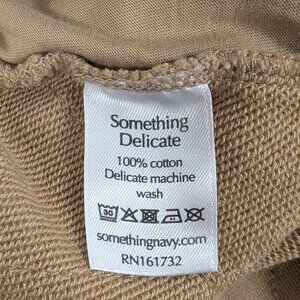 Something
Delicate
100% cotton
Delicate machine
wash
30
somethingnavy.com
RN161732